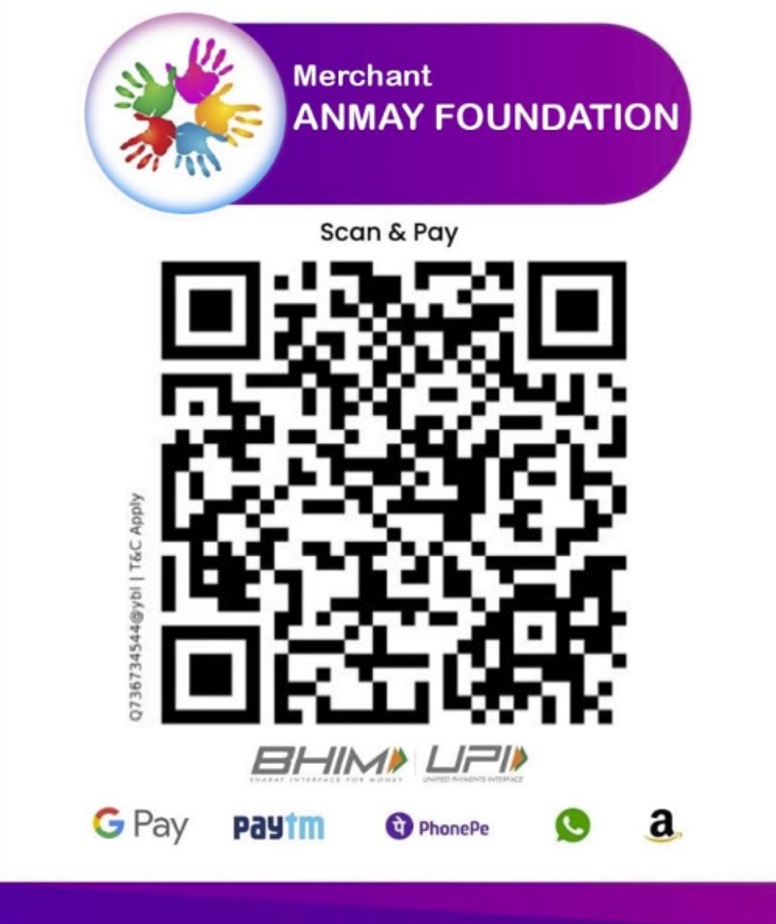 Merchant
ANMAY FOUNDATION
Scan & Pay
Q736734544@ybl | T&C Apply
BHIM UPI
BHARAT INTERFACE FOR MONEY UNITED PAYMENTS INTERFACE
G Pay paytm पे PhonePe a